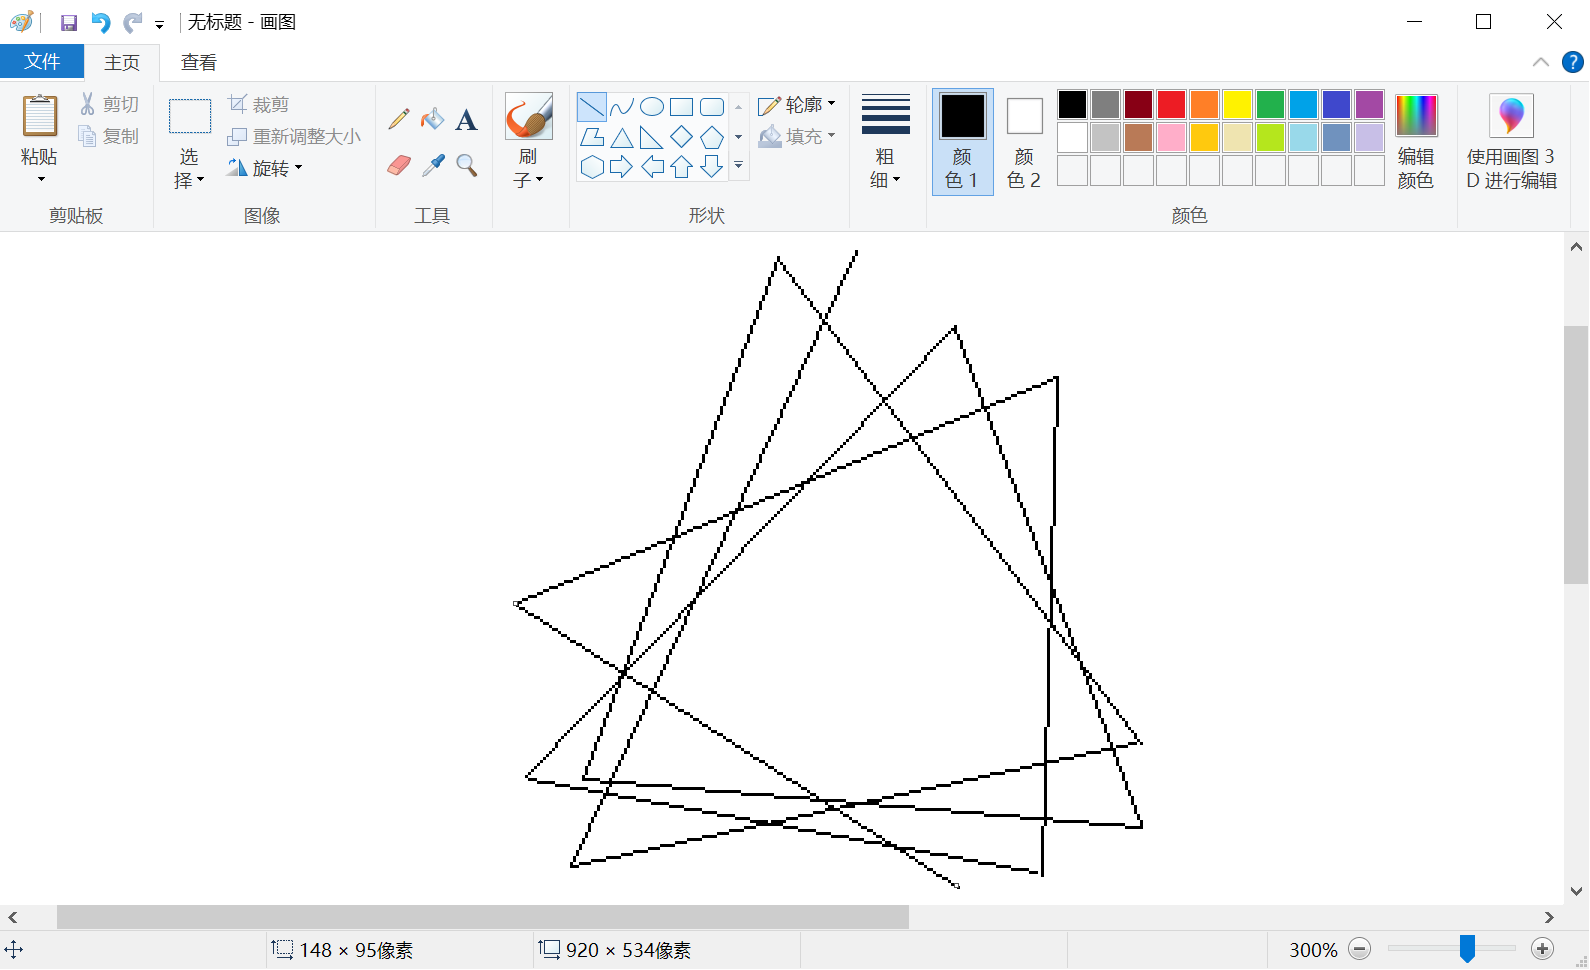 无标题 - 画图
文件
主页
查看
粘贴
剪切
复制
剪贴板
选
择
裁剪
重新调整大小
旋转
图像
A
工具
刷
子
形状
轮廓
填充
粗
细
颜
色 1
颜
色 2
编辑
颜色
颜色
使用画图 3
D 进行编辑
?
148 × 95像素
920 × 534像素
300%